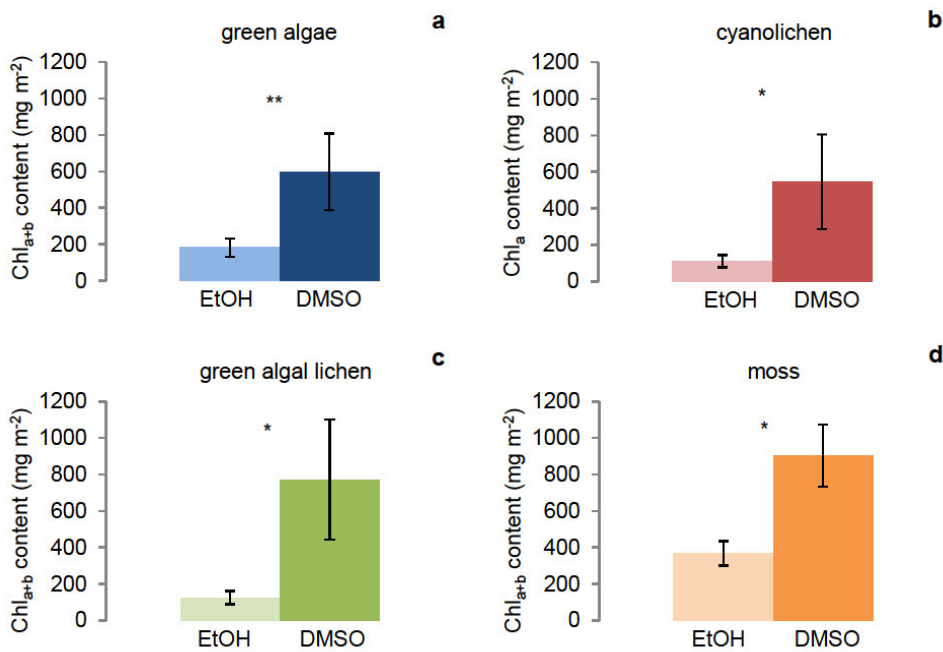 green algae
a
Chla+b content (mg m-2)
1200
1000
800
600
400
200
0
**
EtOH
DMSO
cyanolichen
b
Chla content (mg m-2)
1200
1000
800
600
400
200
0
*
EtOH
DMSO
green algal lichen
c
Chla+b content (mg m-2)
1200
1000
800
600
400
200
0
*
EtOH
DMSO
moss
d
Chla+b content (mg m-2)
1200
1000
800
600
400
200
0
*
EtOH
DMSO